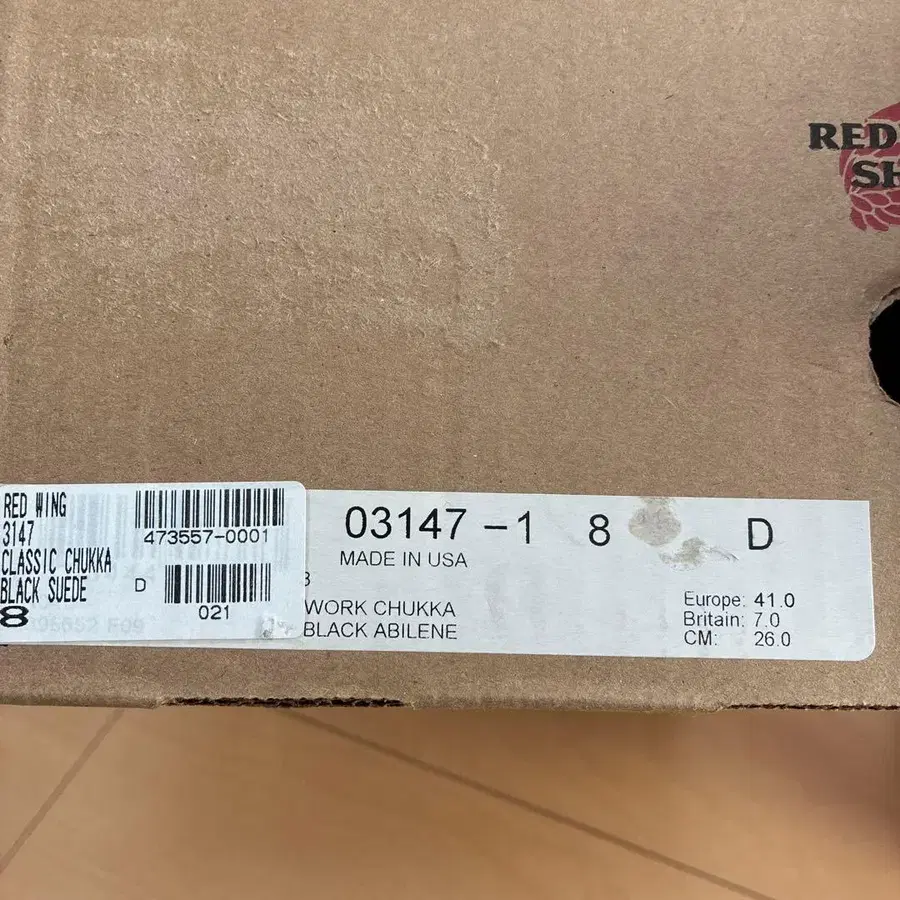 RED
SH
RED WING
3147
CLASSIC CHUKKA
BLACK SUEDE
8
473557-0001
D
021
03147 -1 8 D
MADE IN USA
WORK CHUKKA
BLACK ABILENE
Europe: 41.0
Britain: 7.0
CM: 26.0